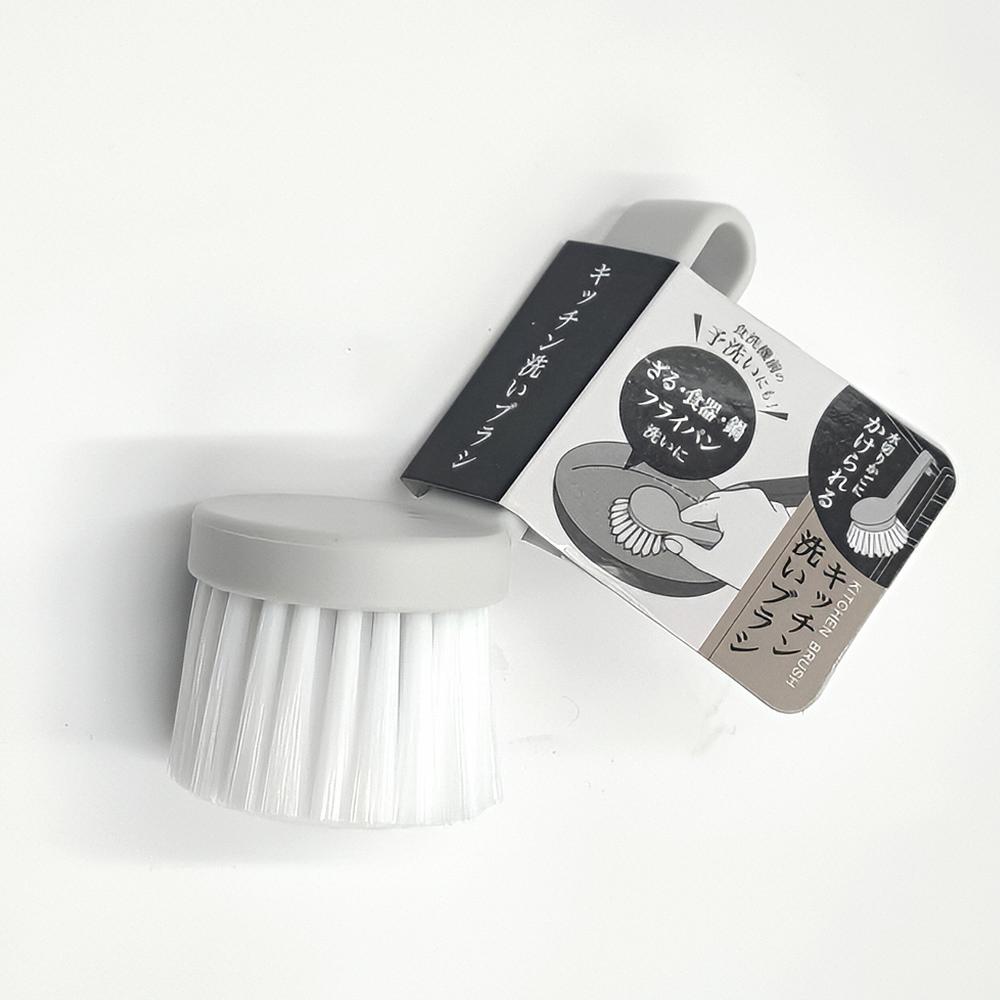 キッチン洗いブラシ
食洗機前の
予洗いにも!
ざる・食器・鍋
フライパン
洗いに
水切りかごに
かけられる
キッチン
洗いブラシ
KITCHEN BRUSH